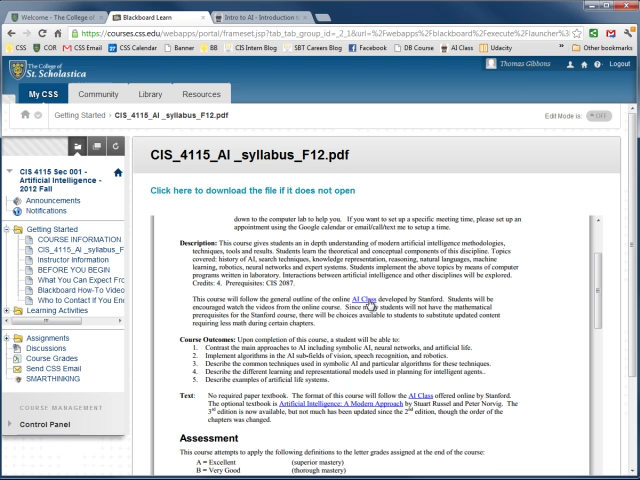 Welcome - The College of
Blackboard Learn
Intro to AI - Introduction t
https://courses.css.edu/webapps/portal/frameset.jsp?tab_tab_group_id=_2_1&url=%2Fwebapps%2Fblackboard%2Fexecute%2Flauncher%3
CSS
COR
CSS Email
CSS Calendar
Banner
BB
CIS Intern Blog
SBT Careers Blog
Facebook
DB Course
AI Class
Udacity
Other bookmarks
The College of
St. Scholastica
Thomas Gibbons
Logout
My CSS
Community
Library
Resources
Getting Started
CIS_4115_AI _syllabus_F12.pdf
Edit Mode is:
OFF
CIS 4115 Sec 001 -
Artificial Intelligence -
2012 Fall
Announcements
Notifications
Getting Started
COURSE INFORMATION
CIS_4115_AI _syllabus_F
Instructor Information
BEFORE YOU BEGIN
What You Can Expect Fro
Blackboard How-To Video
Who to Contact If You En
Learning Activities
Assignments
Discussions
Course Grades
Send CSS Email
SMARTHINKING
COURSE MANAGEMENT
Control Panel
CIS_4115_AI _syllabus_F12.pdf
Click here to download the file if it does not open
down to the computer lab to help you. If you want to set up a specific meeting time, please set up an
appointment using the Google calendar or email/call/text me to setup a time.
Description: This course gives students an in depth understanding of modern artificial intelligence methodologies,
techniques, tools and results. Students learn the theoretical and conceptual components of this discipline. Topics
covered: history of AI, search techniques, knowledge representation, reasoning, natural languages, machine
learning, robotics, neural networks and expert systems. Students implement the above topics by means of computer
programs written in laboratory. Interactions between artificial intelligence and other disciplines will be explored.
Credits: 4. Prerequisites: CIS 2087.
This course will follow the general outline of the online AI Class developed by Stanford. Students will be
encouraged watch the videos from the online course. Since students will not have the mathematical
prerequisites for the Stanford course, there will be choices available to students to substitute updated content
requiring less math during certain chapters.
Course Outcomes: Upon completion of this course, a student will be able to:
1. Contrast the main approaches to AI including symbolic AI, neural networks, and artificial life.
2. Implement algorithms in the AI sub-fields of vision, speech recognition, and robotics.
3. Describe the common techniques used in symbolic AI and particular algorithms for these techniques.
4. Describe the different learning and representational models used in planning for intelligent agents..
5. Describe examples of artificial life systems.
Text: No required paper textbook. The format of this course will follow the AI Class offered online by Stanford.
The optional textbook is Artificial Intelligence: A Modern Approach by Stuart Russel and Peter Norvig. The
3rd edition is now available, but not much has been updated since the 2nd edition, though the order of the
chapters was changed.
Assessment
This course attempts to apply the following definitions to the letter grades assigned at the end of the course:
A = Excellent (superior mastery)
B = Very Good (thorough mastery)